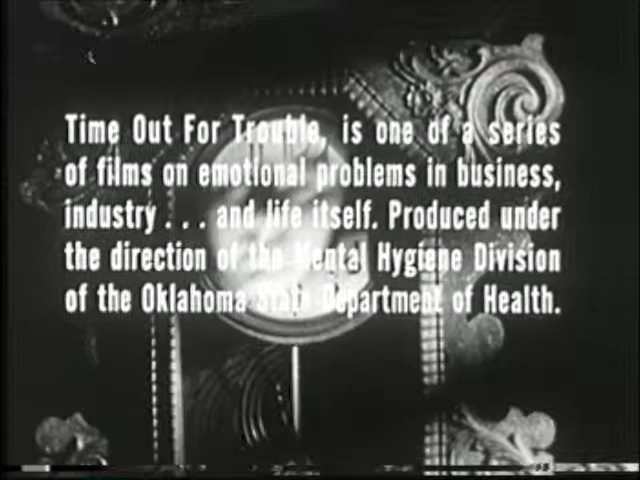 Time Out For Trouble, is one of a series
of films on emotional problems in business,
industry . . . and life itself. Produced under
the direction of the Mental Hygiene Division
of the Oklahoma State Department of Health.